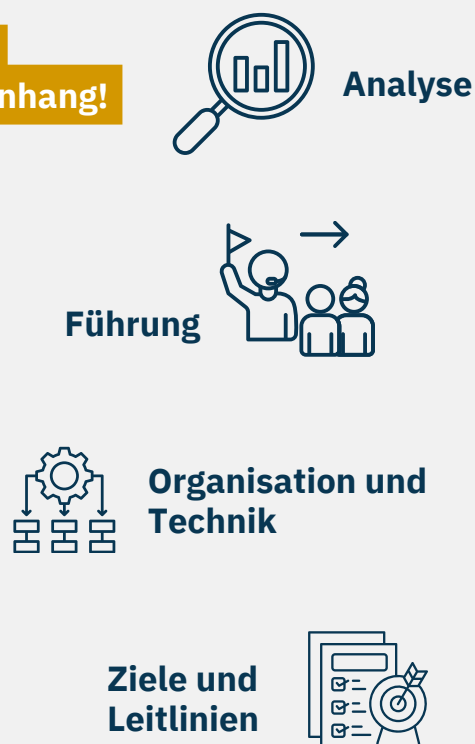 nhang!
Analyse
Führung
Organisation und
Technik
Ziele und
Leitlinien